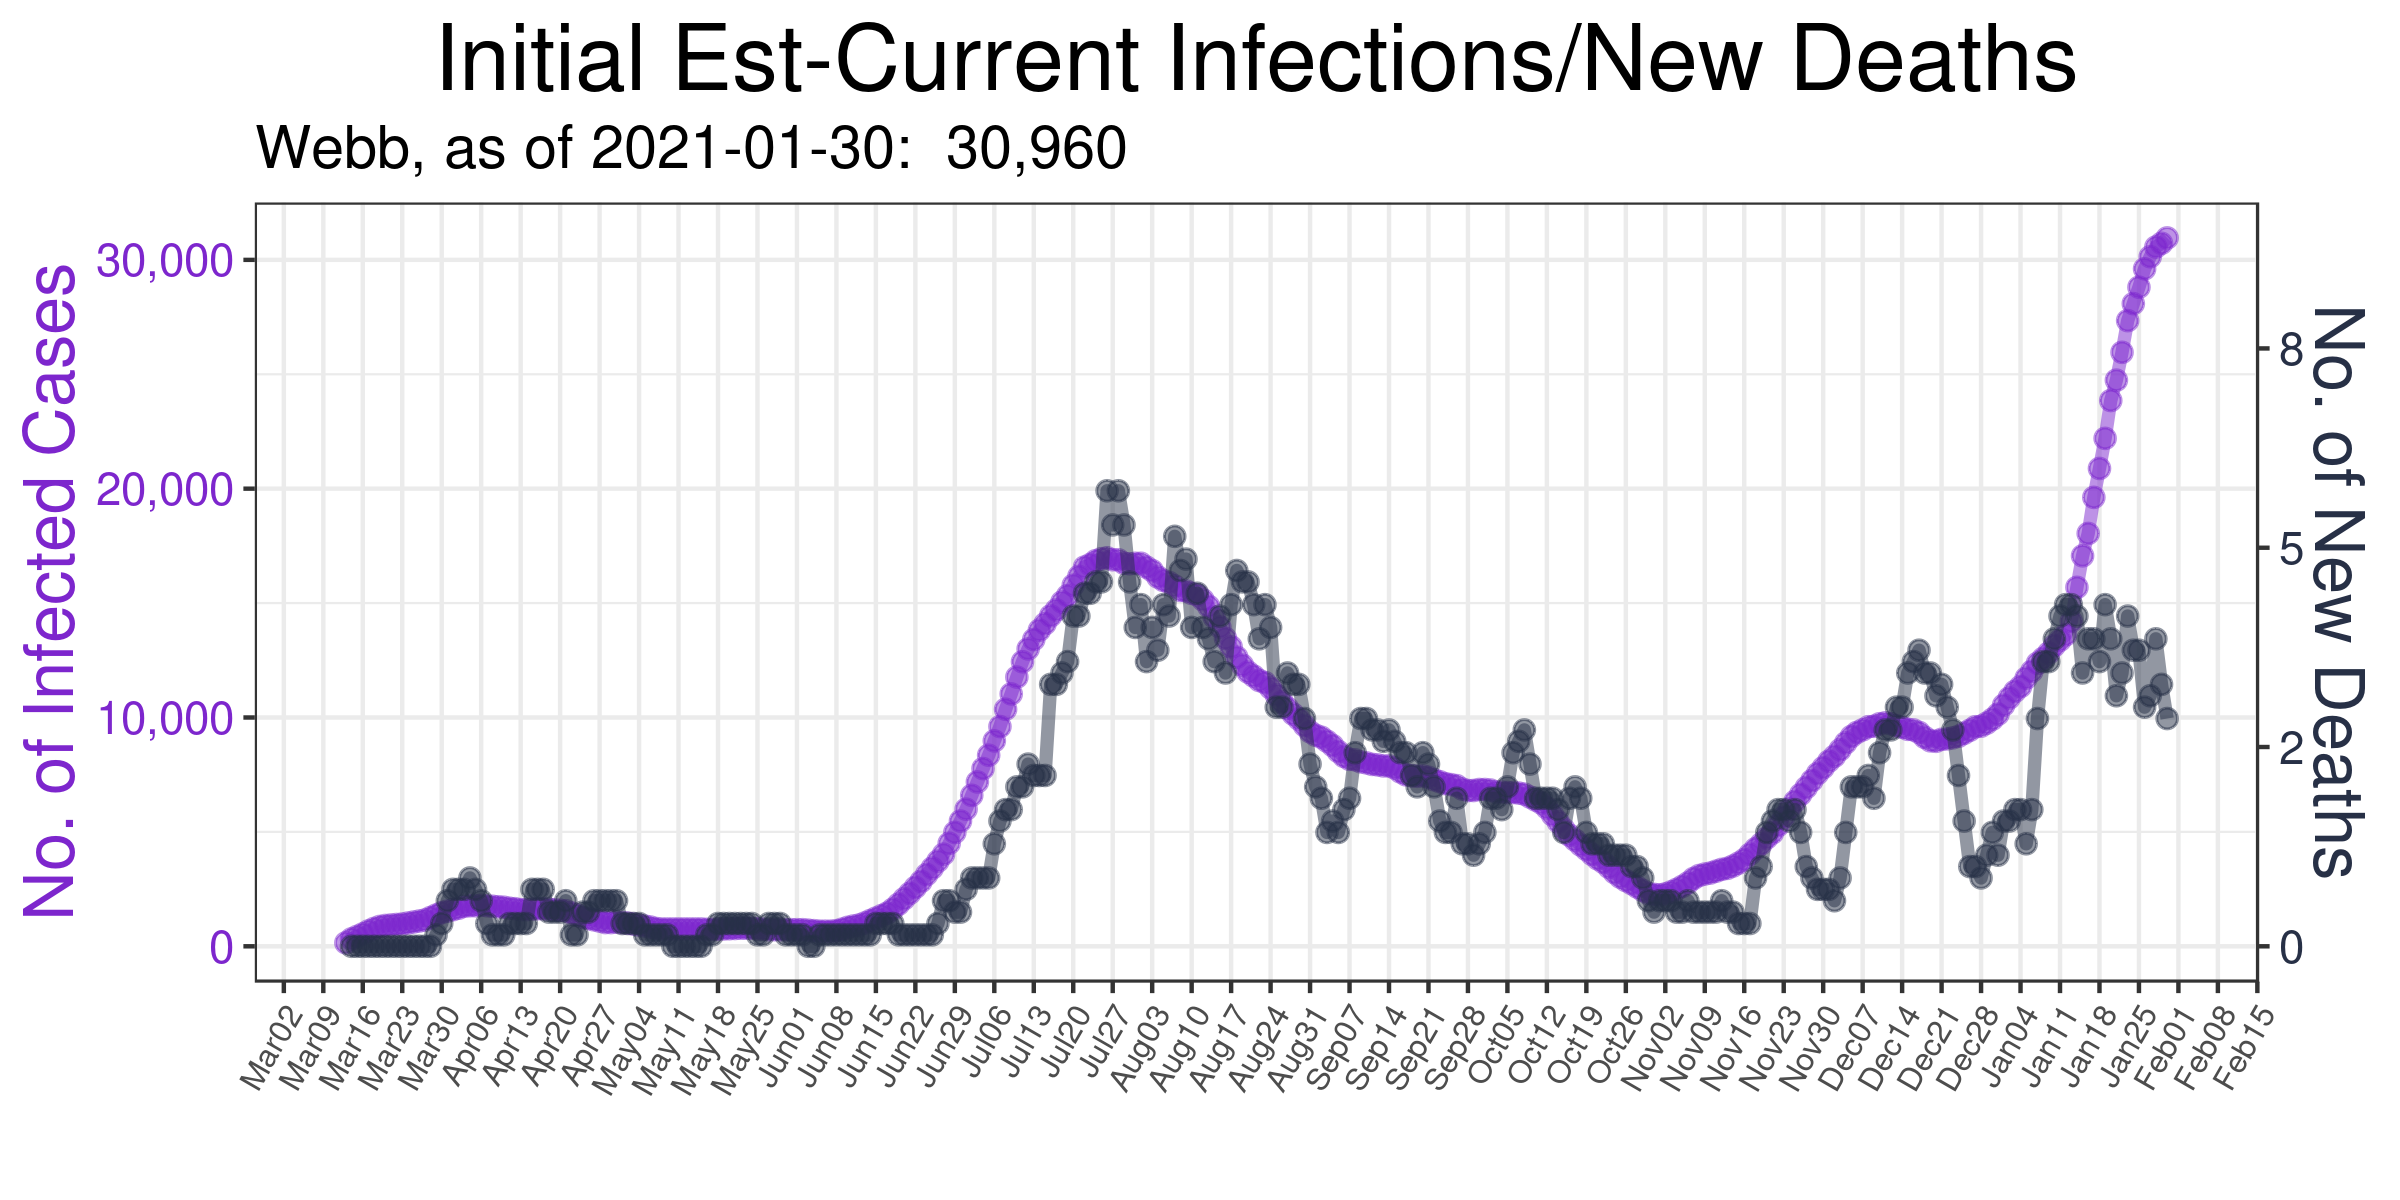 Initial Est-Current Infections/New Deaths
Webb, as of 2021-01-30:  30,960
No. of Infected Cases
30,000
20,000
10,000
0
8
5
2
0
No. of New Deaths
Mar02 Mar09 Mar16 Mar23 Mar30 Apr06 Apr13 Apr20 Apr27 May04 May11 May18 May25 Jun01 Jun08 Jun15 Jun22 Jun29 Jul06 Jul13 Jul20 Jul27 Aug03 Aug10 Aug17 Aug24 Aug31 Sep07 Sep14 Sep21 Sep28 Oct05 Oct12 Oct19 Oct26 Nov02 Nov09 Nov16 Nov23 Nov30 Dec07 Dec14 Dec21 Dec28 Jan04 Jan11 Jan18 Jan25 Feb01 Feb08 Feb15